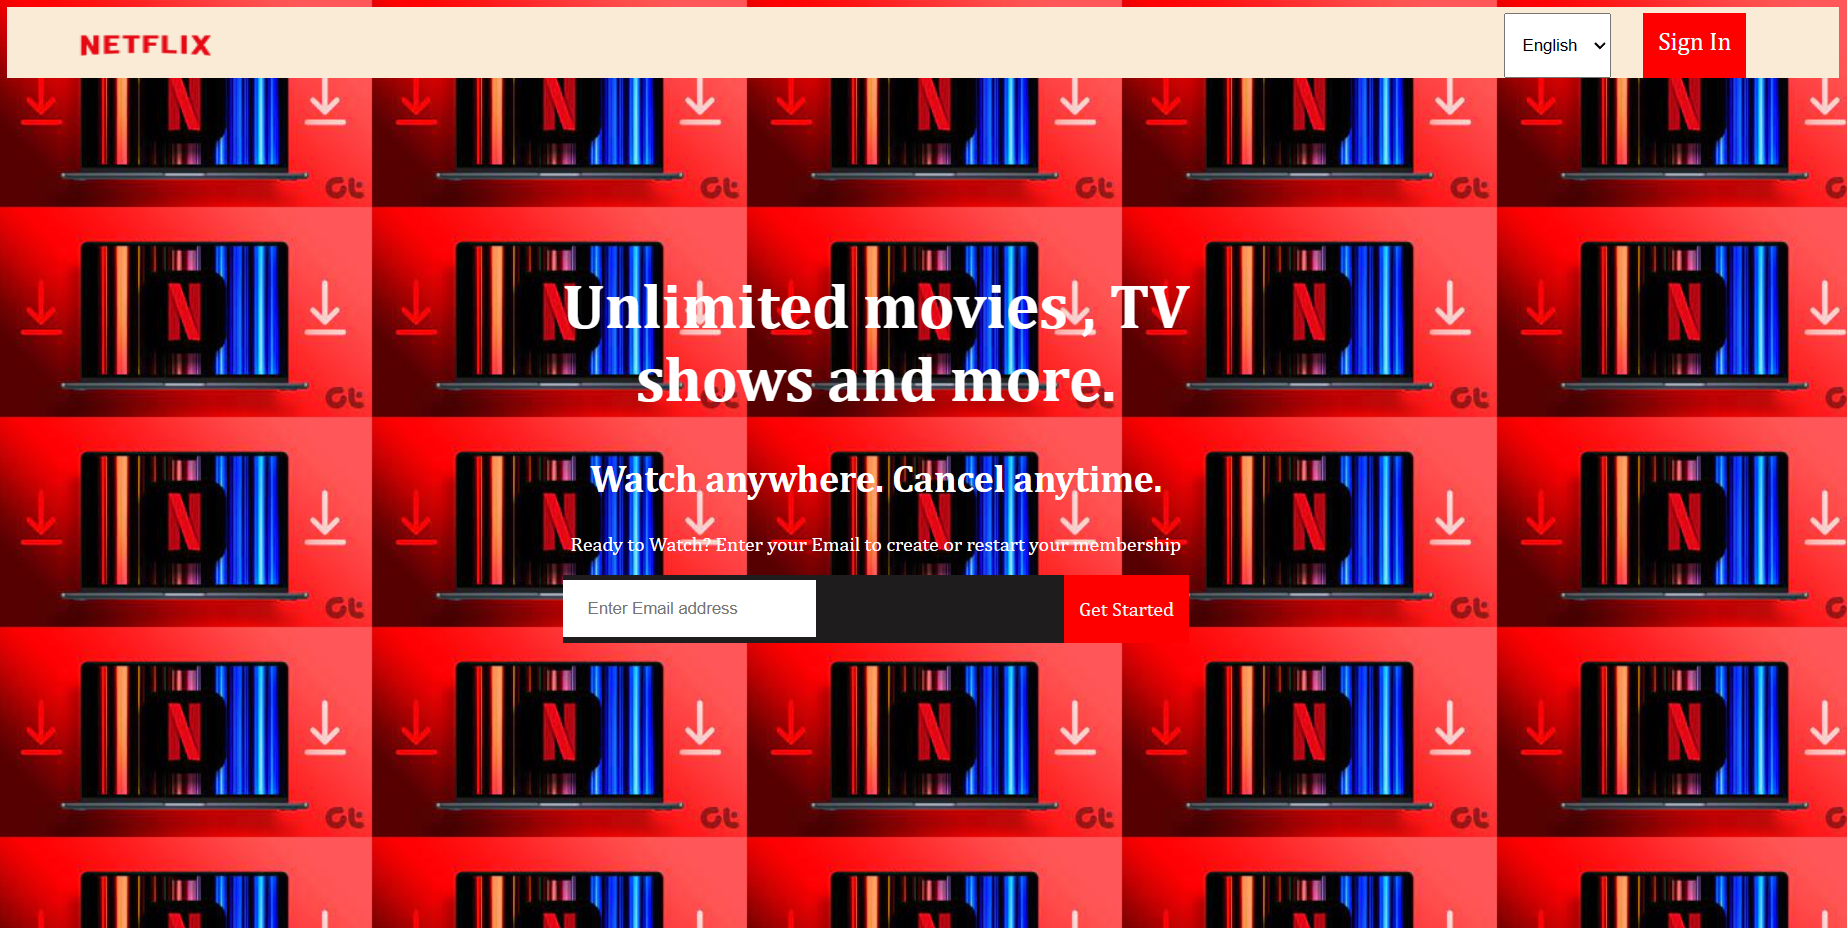 NETFLIX
English
Sign In
Unlimited movies , TV
shows and more.
Watch anywhere. Cancel anytime.
Ready to Watch? Enter your Email to create or restart your membership
Enter Email address
Get Started